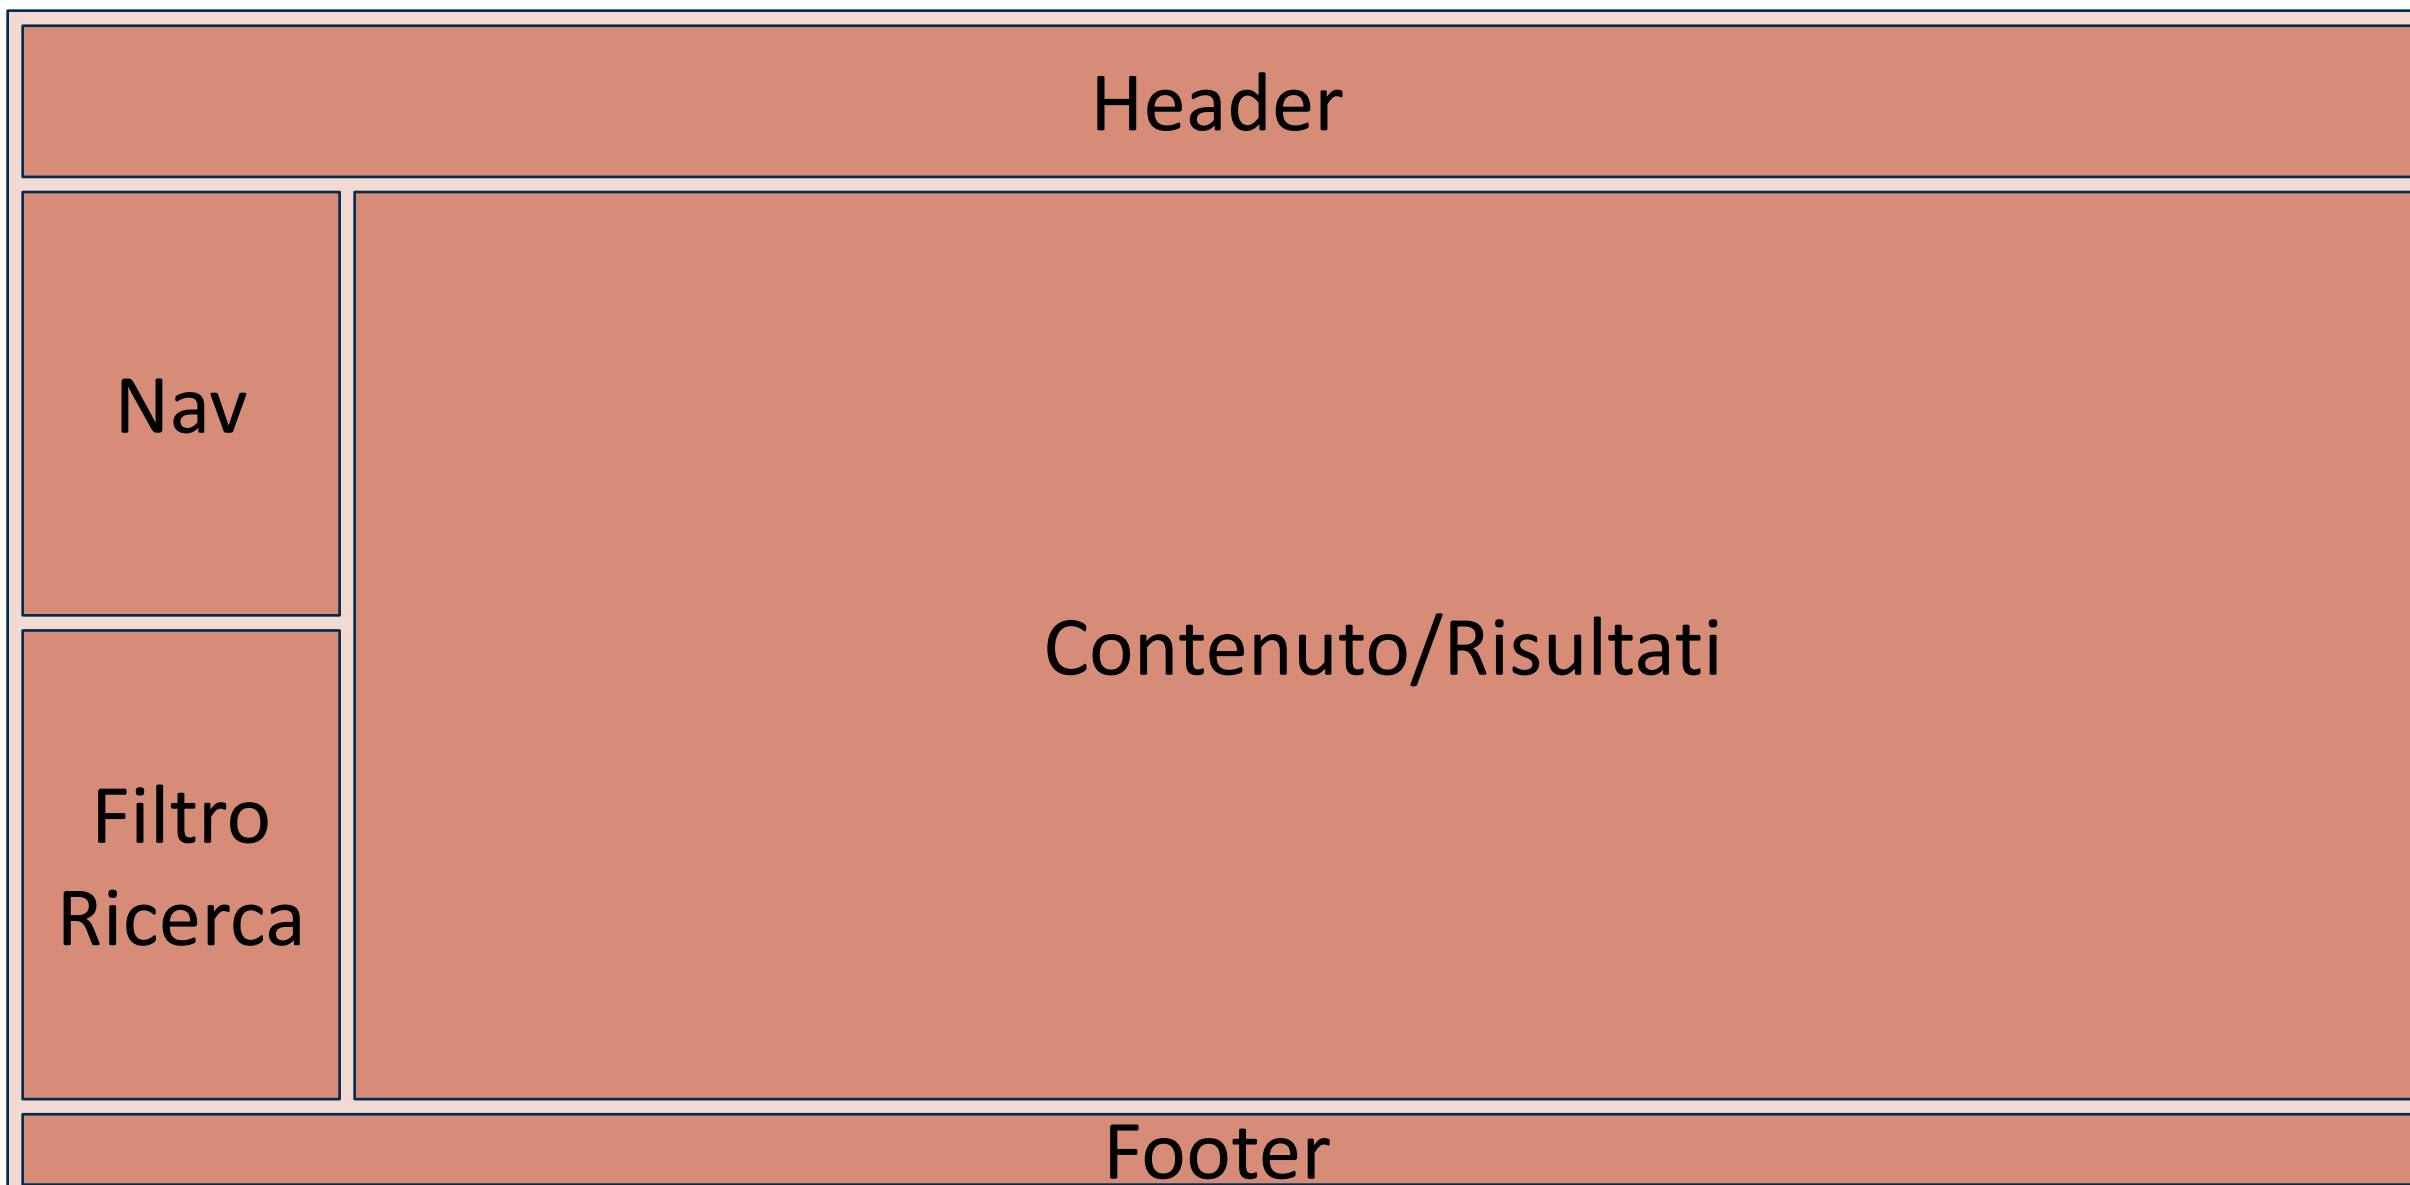 Header
Nav
Contenuto/Risultati
Filtro
Ricerca
Footer